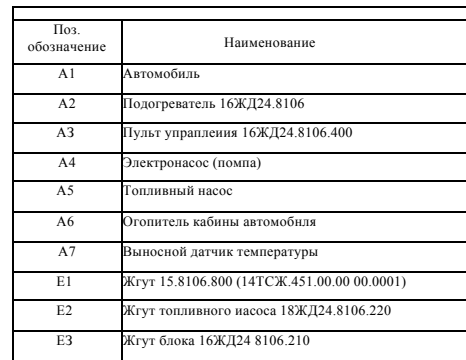 Поз. обозначение Наименование
А1 Автомобиль
А2 Подогреватель 16ЖД24.8106
А3 Пульт упраплеиия 16ЖД24.8106.400
А4 Электронасос (помпа)
А5 Топливный насос
А6 Огопитель кабины автомобнля
А7 Выносной датчик температуры
Е1 Жгут 15.8106.800 (14ТСЖ.451.00.00 00.0001)
Е2 Жгут топливного иасоса 18ЖД24.8106.220
Е3 Жгут блока 16ЖД24 8106.210